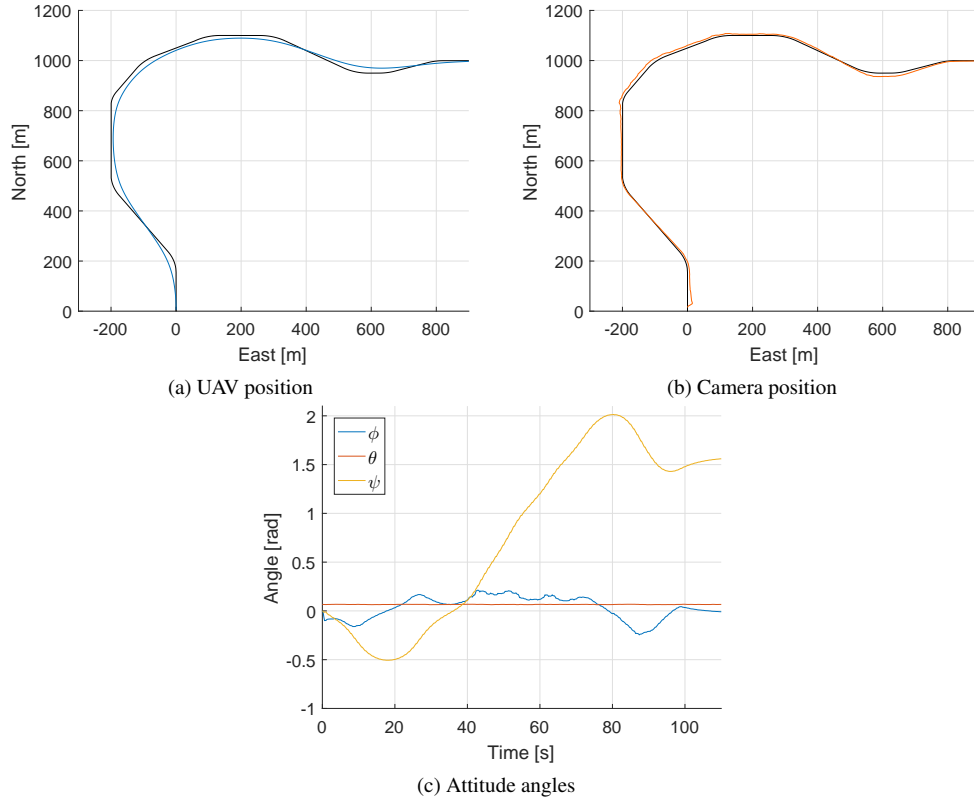 1200
1000
800
600
400
200
0
North [m]
-200 0 200 400 600 800
East [m]
(a) UAV position
1200
1000
800
600
400
200
0
North [m]
-200 0 200 400 600 800
East [m]
(b) Camera position
2
1.5
1
0.5
0
-0.5
-1
Angle [rad]
ϕ
θ
ψ
0 20 40 60 80 100
Time [s]
(c) Attitude angles